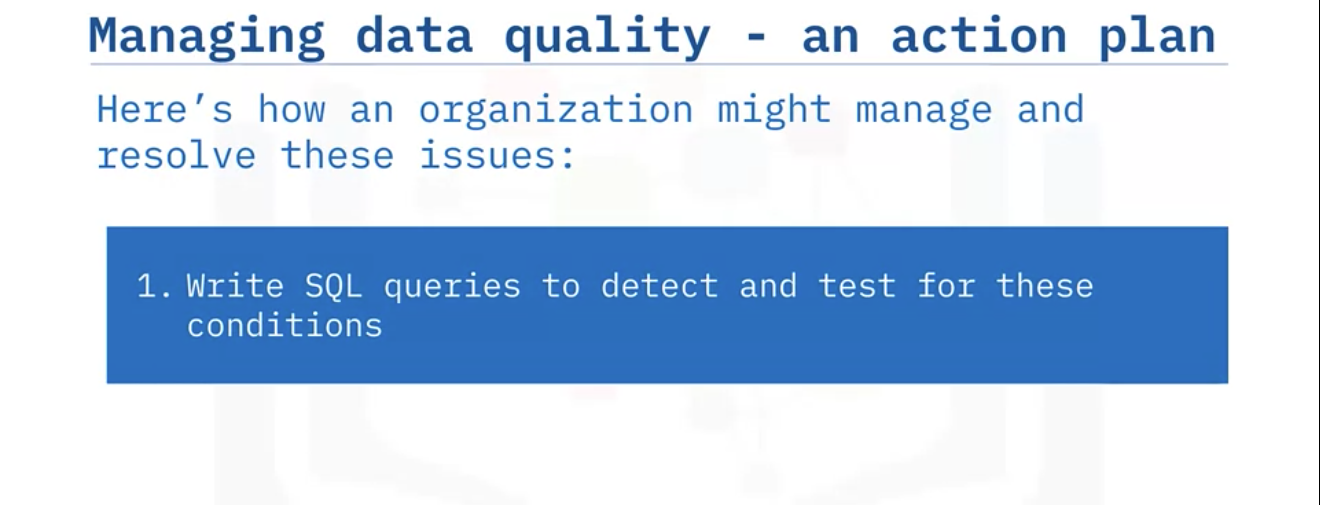 Managing data quality - an action plan
Here’s how an organization might manage and
resolve these issues:
1. Write SQL queries to detect and test for these
conditions